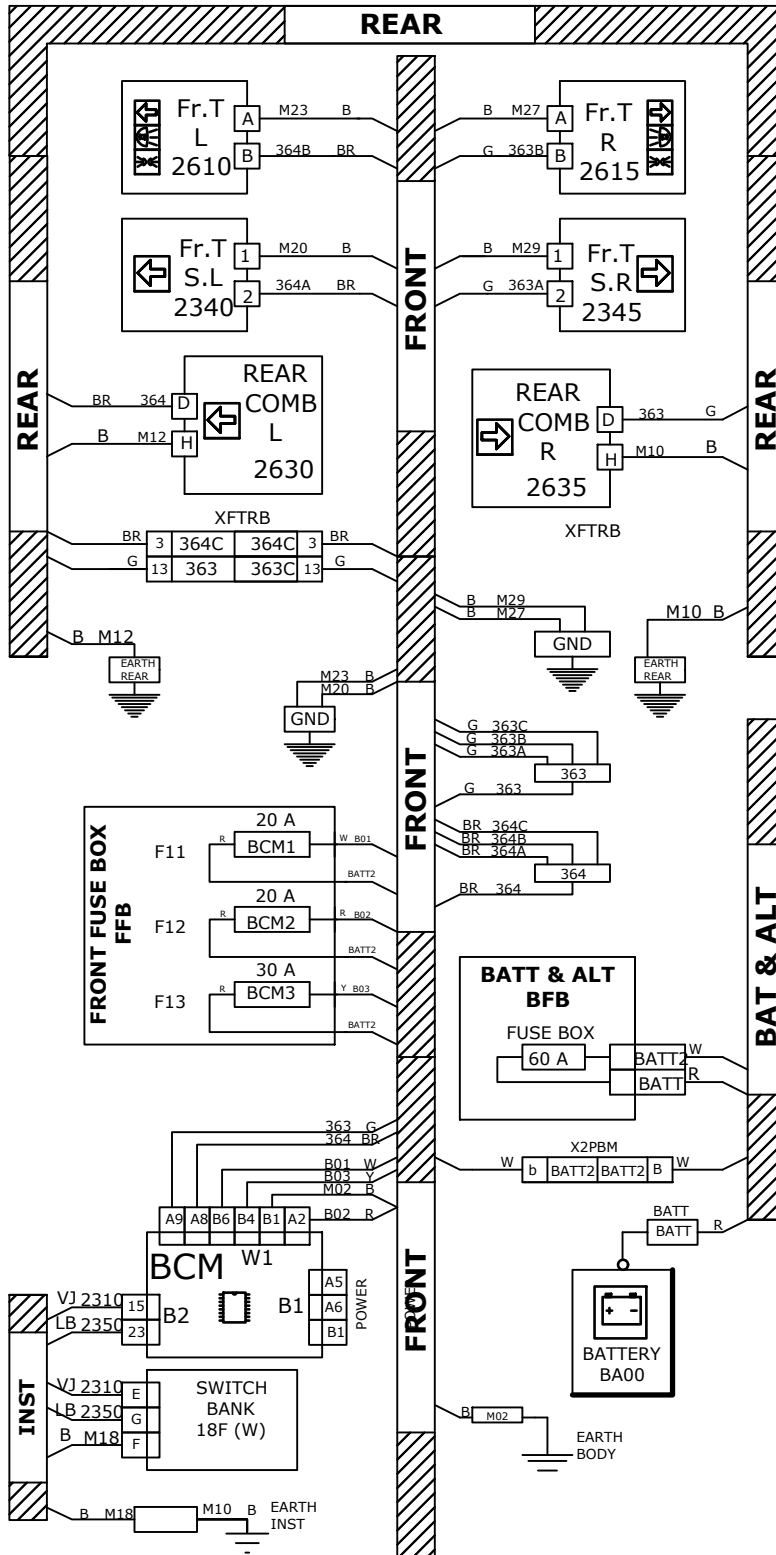 REAR
Fr.T L 2610
A M23 B
B 364B BR
B M27 A
G 363B B
Fr.T R 2615
Fr.T S.L 2340
1 M20 B
2 364A BR
B M29 1
G 363A 2
Fr.T S.R 2345
FRONT
REAR
REAR
BR 364 D
B M12 H
REAR COMB L 2630
REAR COMB R 2635
D 363 G
H M10 B
XFTRB
XFTRB
BR 3 364C 364C 3 BR
G 13 363 363C 13 G
B M12
EARTH REAR
B M29
B M27
GND
M10 B
EARTH REAR
M23 B
M20 B
GND
G 363C
G 363B
G 363A
363
G 363
BR 364C
BR 364B
BR 364A
364
BR 364
FRONT
FRONT FUSE BOX
FFB
20 A
F11 R BCM1 W B01
BATT2
20 A
F12 R BCM2 R B02
BATT2
30 A
F13 R BCM3 Y B03
BATT2
BATT & ALT
BFB
FUSE BOX
60 A BATT2 W
BATT R
BAT & ALT
363 G
364 BR
B01 W
B03 Y
M02 B
B02 R
A9 A8 B6 B4 B1 A2
X2PBM
W b BATT2 BATT2 B W
BATT
BATT R
BCM W1
B2 B1
A5
A6
B1
POWER
VJ 2310 15
LB 2350 23
FRONT
POWE
+ -
BATTERY
BA00
INST
VJ 2310 E
LB 2350 G
B M18 F
SWITCH
BANK
18F (W)
B M02
EARTH
BODY
B M18 M10 B
EARTH
INST